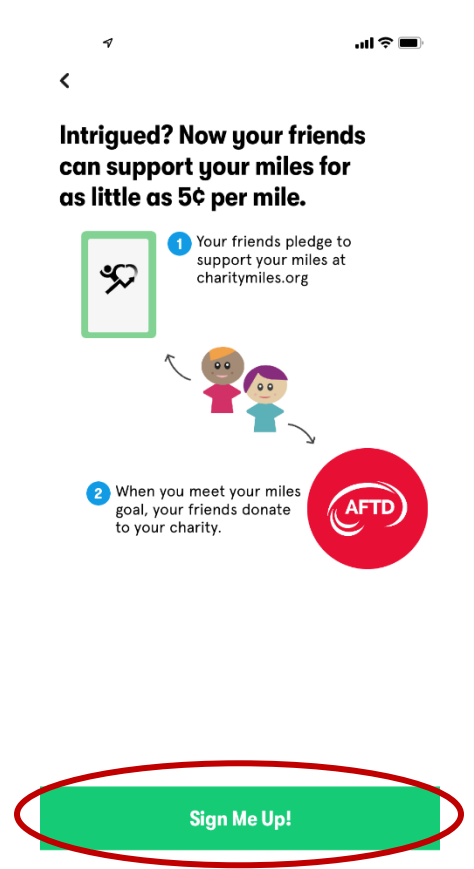 Intrigued? Now your friends
can support your miles for
as little as 5¢ per mile.
1
Your friends pledge to
support your miles at
charitymiles.org
2
When you meet your miles
goal, your friends donate
to your charity.
AFTD
Sign Me Up!